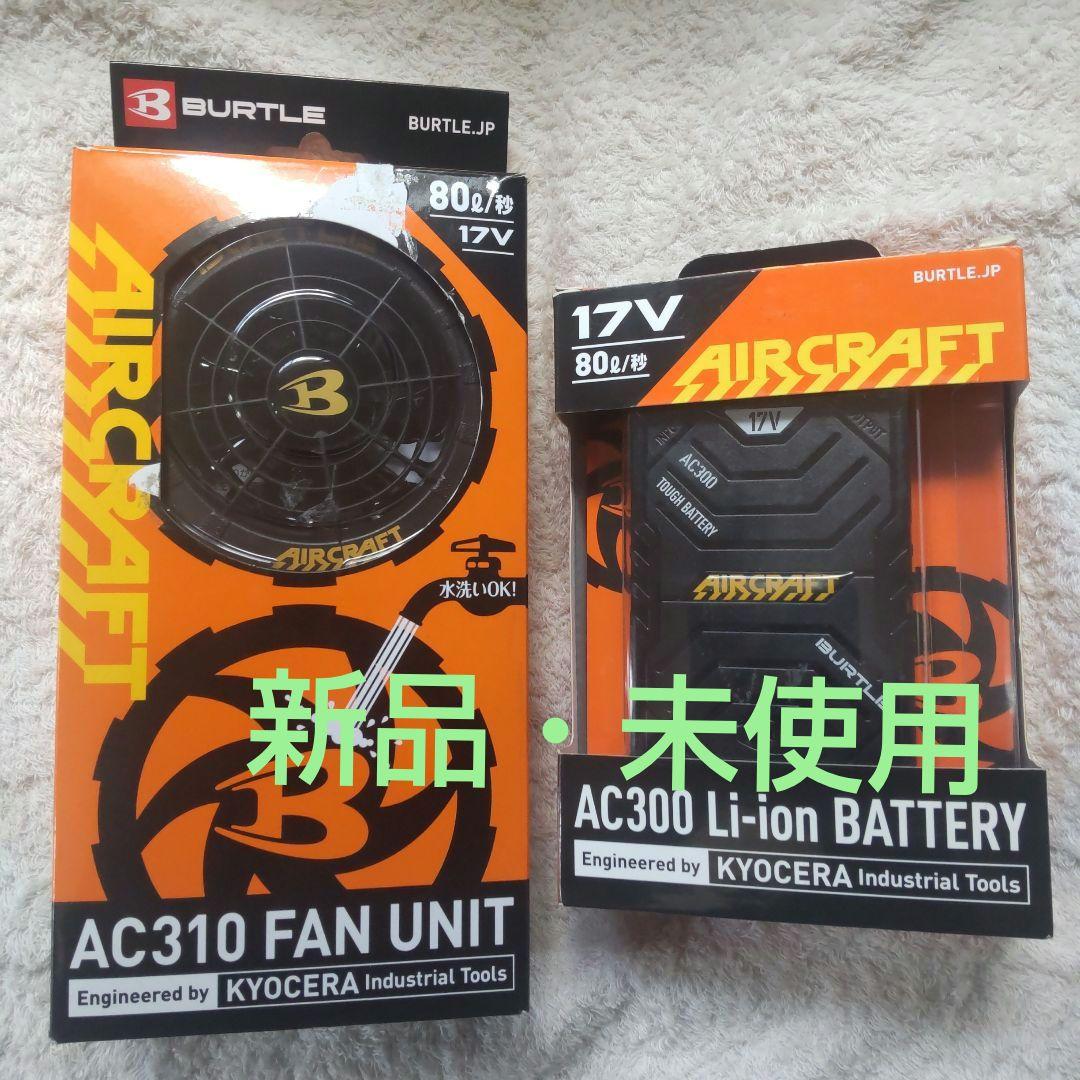 BURTLE
BURTLE.JP
80ℓ/秒
17V
AIRCRAFT
AIRCRAFT
水洗いOK!
AC310 FAN UNIT
Engineered by KYOCERA Industrial Tools
BURTLE.JP
17V
80ℓ/秒
AIRCRAFT
17V
OUTPUT
AC300
TOUGH BATTERY
AIRCRAFT
BURTLE
新品・未使用
AC300 Li-ion BATTERY
Engineered by KYOCERA Industrial Tools